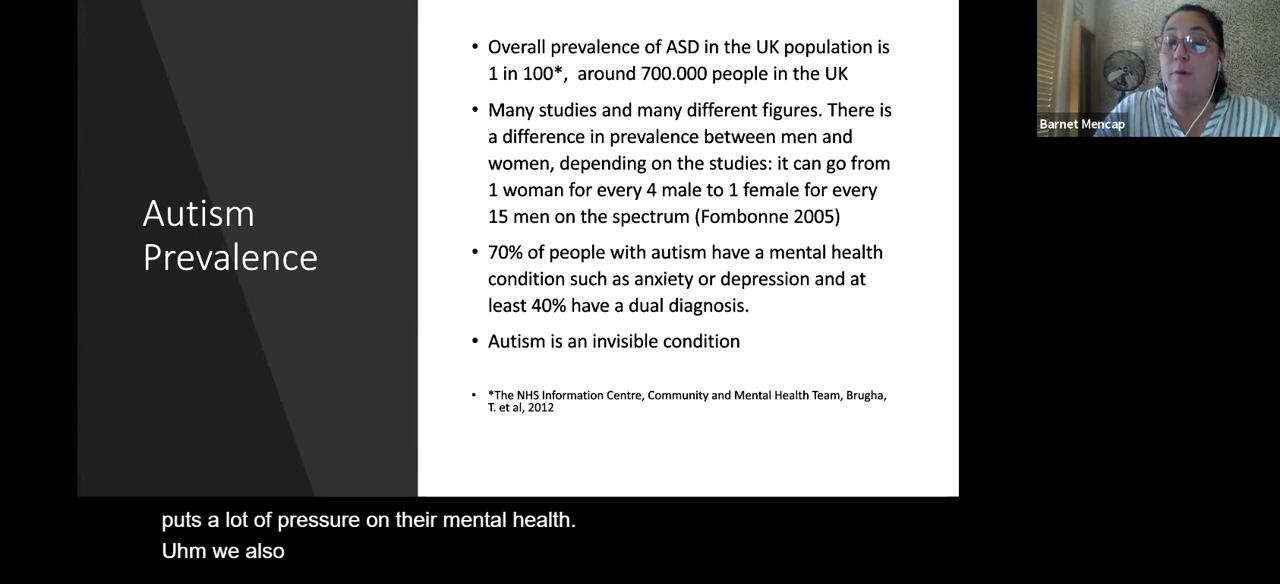 Autism
Prevalence
• Overall prevalence of ASD in the UK population is
1 in 100*, around 700.000 people in the UK
• Many studies and many different figures. There is
a difference in prevalence between men and
women, depending on the studies: it can go from
1 woman for every 4 male to 1 female for every
15 men on the spectrum (Fombonne 2005)
• 70% of people with autism have a mental health
condition such as anxiety or depression and at
least 40% have a dual diagnosis.
• Autism is an invisible condition
• *The NHS Information Centre, Community and Mental Health Team, Brugha,
T. et al, 2012
Barnet Mencap
puts a lot of pressure on their mental health.
Uhm we also